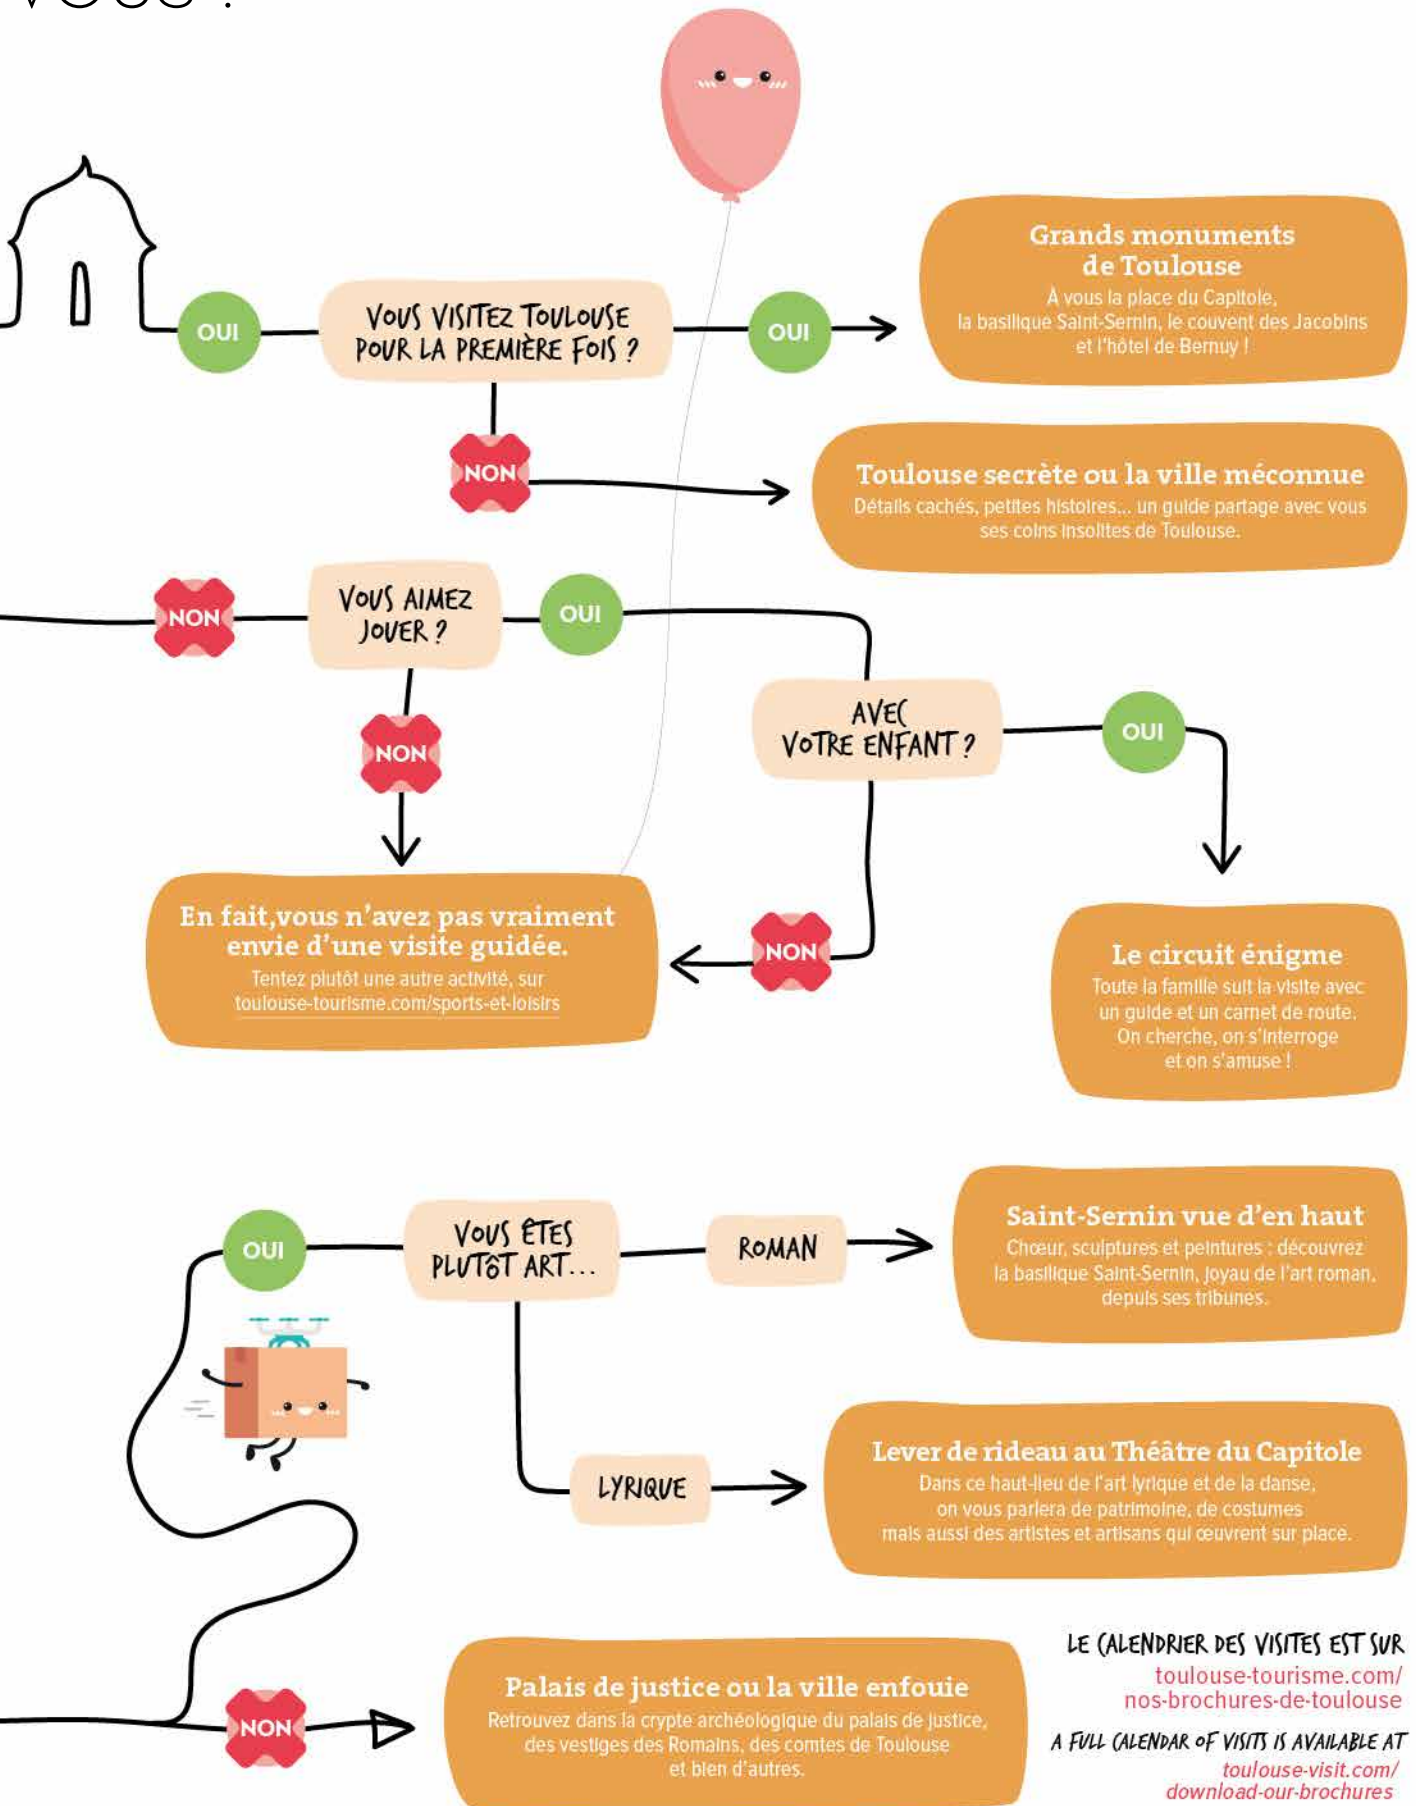 VOUS ?
Grands monuments
de Toulouse
À vous la place du Capitole,
la basilique Saint-Sernin, le couvent des Jacobins
et l'hôtel de Bernuy !
OUI
VOUS VISITEZ TOULOUSE
POUR LA PREMIÈRE FOIS ?
OUI
NON
Toulouse secrète ou la ville méconnue
Détails cachés, petites histoires... un guide partage avec vous
ses coins insolites de Toulouse.
NON
VOUS AIMEZ
JOUER ?
OUI
AVEC
VOTRE ENFANT ?
OUI
NON
En fait,vous n'avez pas vraiment
envie d'une visite guidée.
Tentez plutôt une autre activité, sur
toulouse-tourisme.com/sports-et-loisirs
NON
Le circuit énigme
Toute la famille suit la visite avec
un guide et un carnet de route.
On cherche, on s'interroge
et on s'amuse !
OUI
VOUS ÊTES
PLUTÔT ART...
ROMAN
Saint-Sernin vue d'en haut
Chœur, sculptures et peintures : découvrez
la basilique Saint-Sernin, joyau de l'art roman,
depuis ses tribunes.
LYRIQUE
Lever de rideau au Théâtre du Capitole
Dans ce haut-lieu de l'art lyrique et de la danse,
on vous parlera de patrimoine, de costumes
mais aussi des artistes et artisans qui œuvrent sur place.
NON
Palais de justice ou la ville enfouie
Retrouvez dans la crypte archéologique du palais de justice,
des vestiges des Romains, des comtes de Toulouse
et bien d'autres.
LE CALENDRIER DES VISITES EST SUR
toulouse-tourisme.com/
nos-brochures-de-toulouse
A FULL CALENDAR OF VISITS IS AVAILABLE AT
toulouse-visit.com/
download-our-brochures